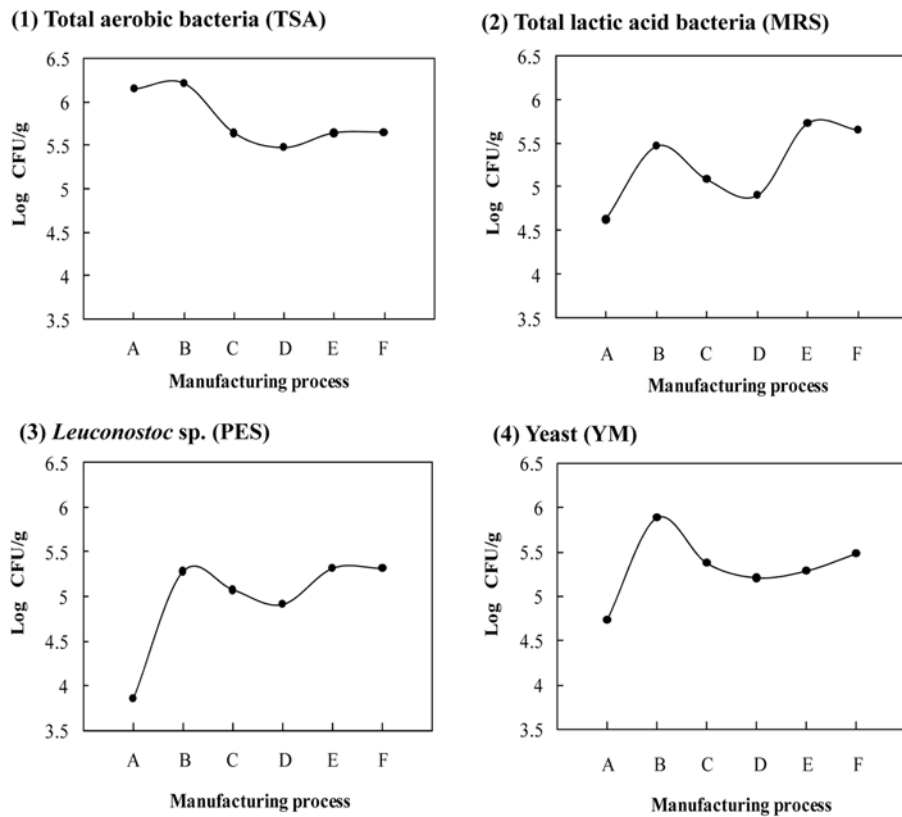 (1) Total aerobic bacteria (TSA)
6.5
6
5.5
5
4.5
4
3.5
Log CFU/g
A B C D E F
Manufacturing process
(2) Total lactic acid bacteria (MRS)
6.5
6
5.5
5
4.5
4
3.5
Log CFU/g
A B C D E F
Manufacturing process
(3) Leuconostoc sp. (PES)
6.5
6
5.5
5
4.5
4
3.5
Log CFU/g
A B C D E F
Manufacturing process
(4) Yeast (YM)
6.5
6
5.5
5
4.5
4
3.5
Log CFU/g
A B C D E F
Manufacturing process